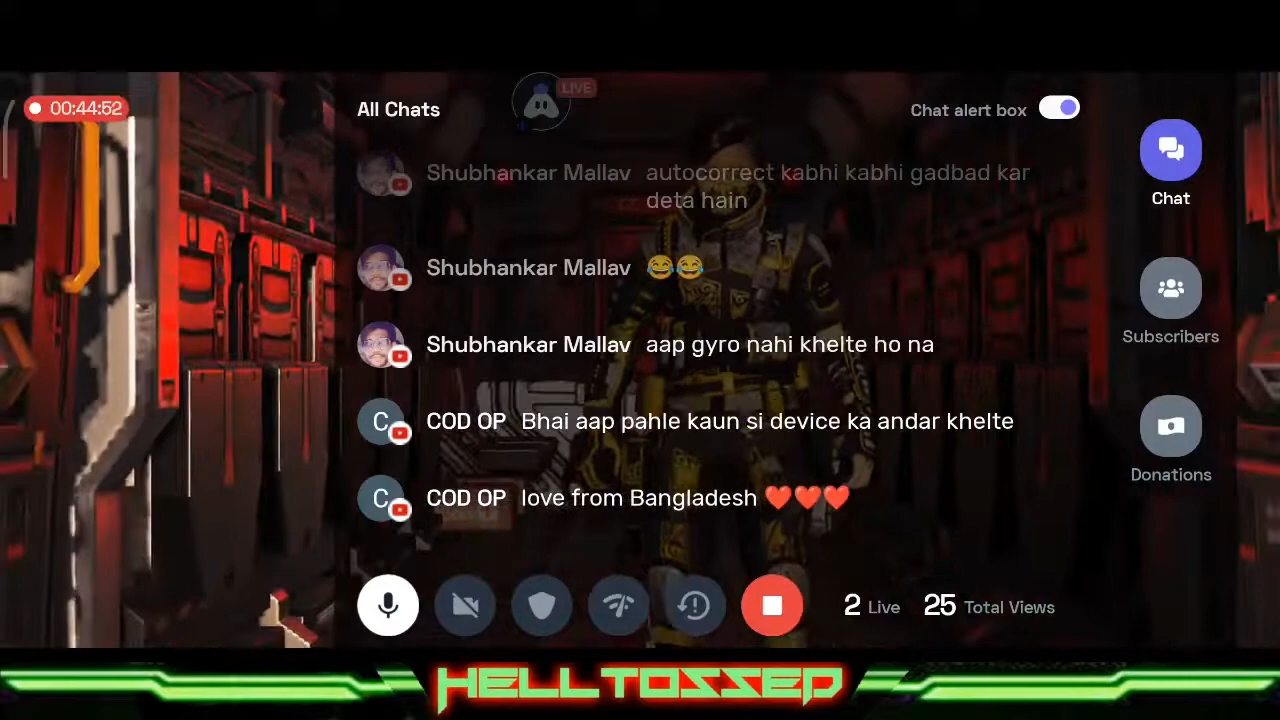 00:44:52
All Chats
LIVE
Chat alert box
Shubhankar Mallav autocorrect kabhi kabhi gadbad kar
deta hain
Shubhankar Mallav 😂😂
Shubhankar Mallav aap gyro nahi khelte ho na
COD OP Bhai aap pahle kaun si device ka andar khelte
COD OP love from Bangladesh ❤️❤️❤️
Chat
Subscribers
Donations
2 Live 25 Total Views
HELLTOSSED